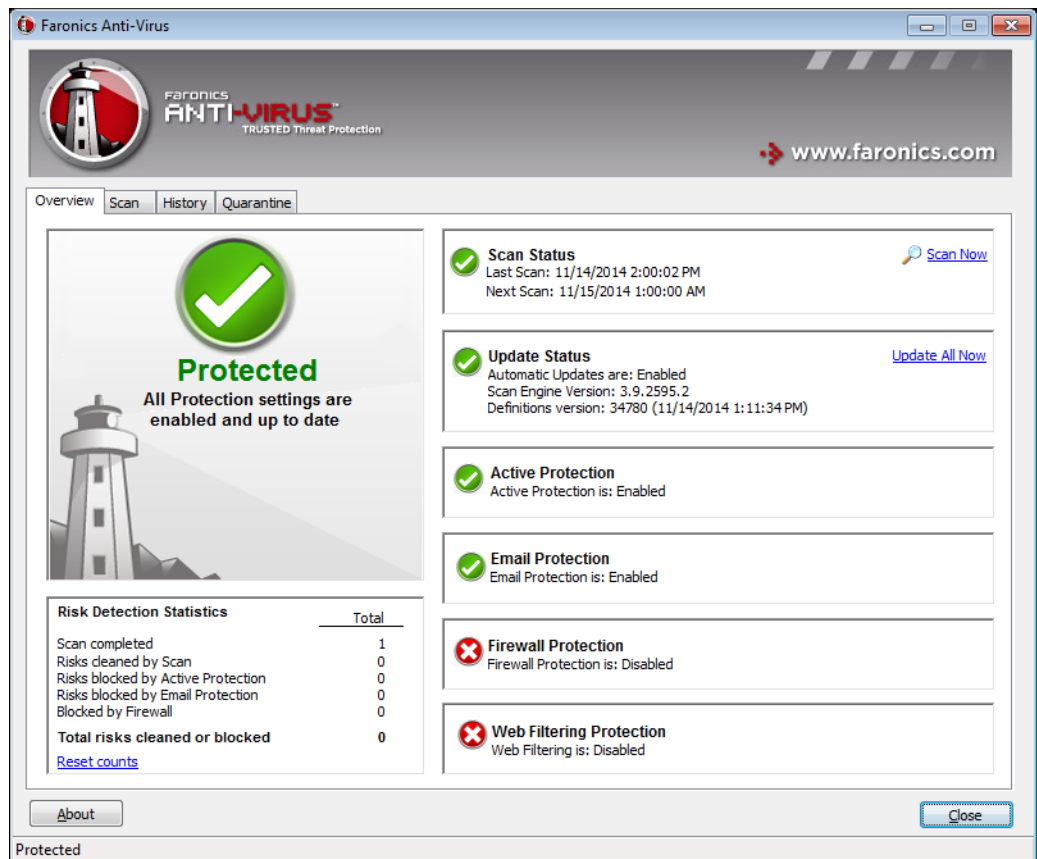 Faronics Anti-Virus
Faronics
ANTI-VIRUS™
TRUSTED Threat Protection
www.faronics.com
Overview Scan History Quarantine
Protected
All Protection settings are
enabled and up to date
Scan Status
Scan Now
Last Scan: 11/14/2014 2:00:02 PM
Next Scan: 11/15/2014 1:00:00 AM
Update Status
Update All Now
Automatic Updates are: Enabled
Scan Engine Version: 3.9.2595.2
Definitions version: 34780 (11/14/2014 1:11:34 PM)
Active Protection
Active Protection is: Enabled
Email Protection
Email Protection is: Enabled
Firewall Protection
Firewall Protection is: Disabled
Web Filtering Protection
Web Filtering is: Disabled
Risk Detection Statistics Total
Scan completed 1
Risks cleaned by Scan 0
Risks blocked by Active Protection 0
Risks blocked by Email Protection 0
Blocked by Firewall 0
Total risks cleaned or blocked 0
Reset counts
About
Close
Protected